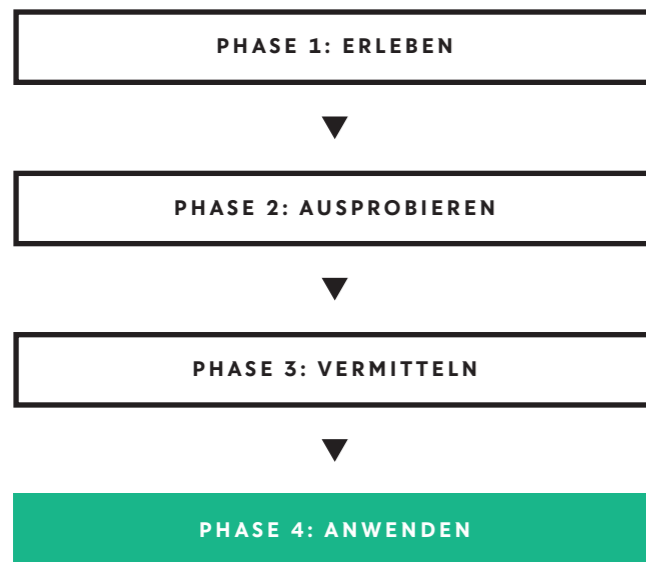 PHASE 1: ERLEBEN
PHASE 2: AUSPROBIEREN
PHASE 3: VERMITTELN
PHASE 4: ANWENDEN